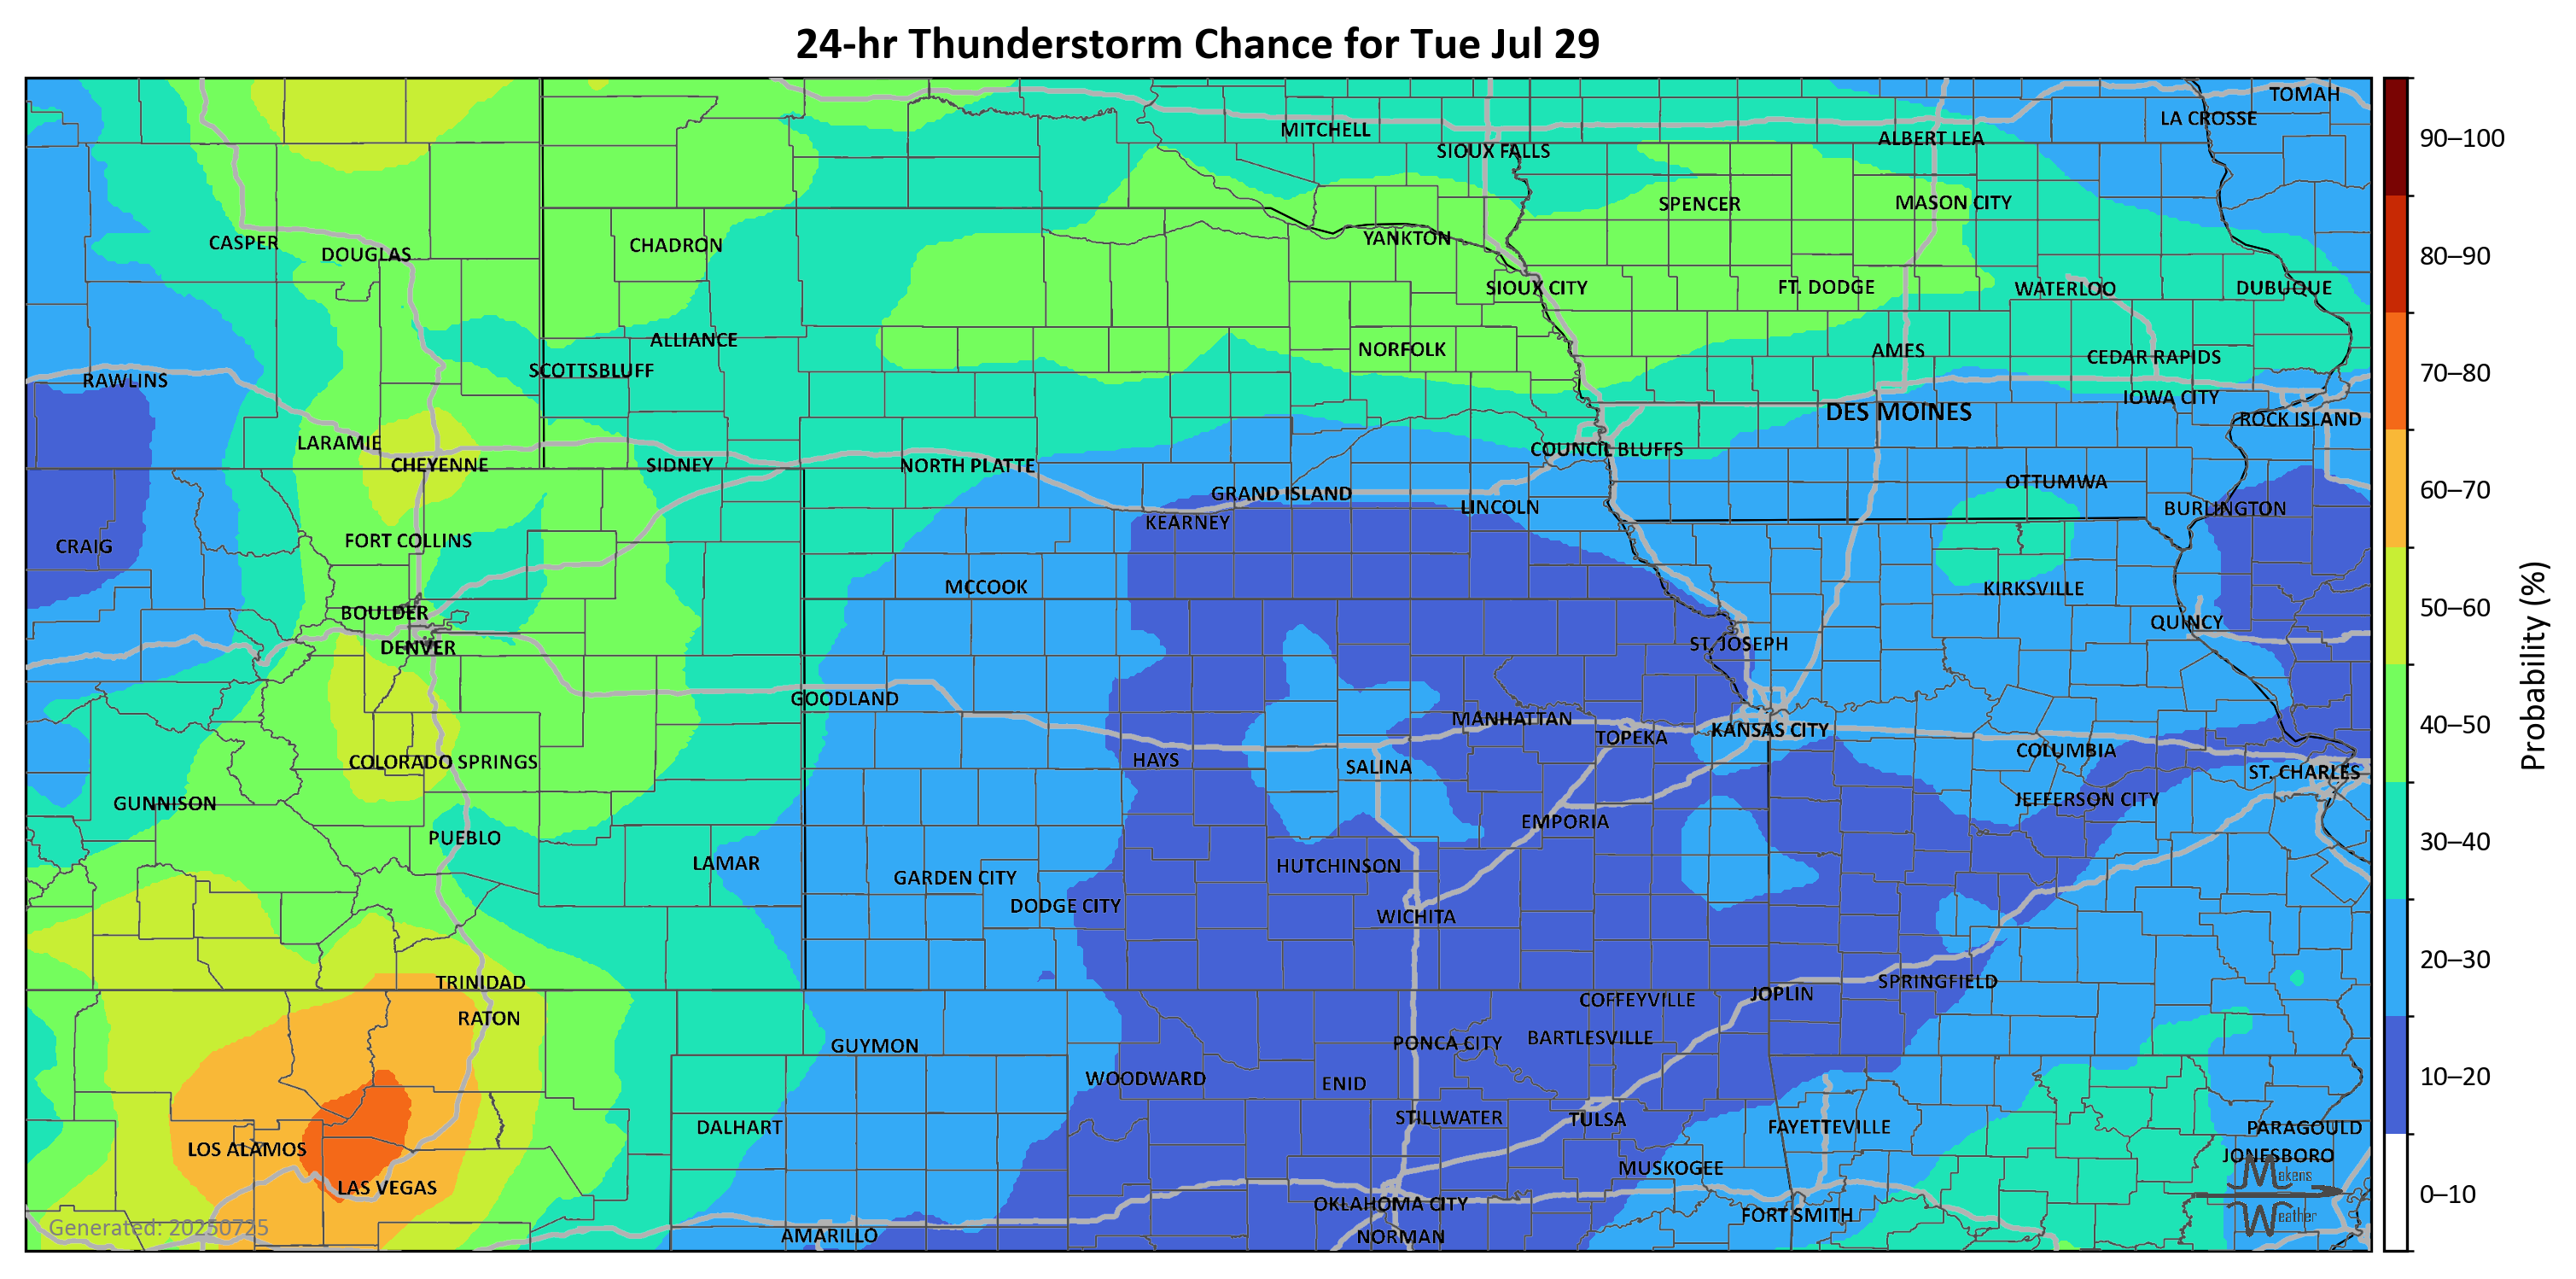 24-hr Thunderstorm Chance for Tue Jul 29
TOMAH
LA CROSSE
MITCHELL
ALBERT LEA
SIOUX FALLS
SPENCER
MASON CITY
CASPER
DOUGLAS
CHADRON
YANKTON
SIOUX CITY
FT. DODGE
WATERLOO
DUBUQUE
ALLIANCE
NORFOLK
AMES
CEDAR RAPIDS
SCOTTSBLUFF
RAWLINS
IOWA CITY
DES MOINES
ROCK ISLAND
LARAMIE
COUNCIL BLUFFS
CHEYENNE
SIDNEY
NORTH PLATTE
OTTUMWA
GRAND ISLAND
LINCOLN
BURLINGTON
KEARNEY
CRAIG
FORT COLLINS
MCCOOK
KIRKSVILLE
BOULDER
QUINCY
DENVER
ST. JOSEPH
GOODLAND
MANHATTAN
KANSAS CITY
TOPEKA
COLUMBIA
COLORADO SPRINGS
HAYS
SALINA
ST. CHARLES
GUNNISON
JEFFERSON CITY
EMPORIA
PUEBLO
LAMAR
HUTCHINSON
GARDEN CITY
DODGE CITY
WICHITA
TRINIDAD
SPRINGFIELD
JOPLIN
COFFEYVILLE
RATON
BARTLESVILLE
PONCA CITY
GUYMON
WOODWARD
ENID
STILLWATER
TULSA
DALHART
FAYETTEVILLE
PARAGOULD
LOS ALAMOS
JONESBORO
MUSKOGEE
LAS VEGAS
OKLAHOMA CITY
FORT SMITH
AMARILLO
NORMAN
Generated: 20250725
Makens
Weather
90–100
80–90
70–80
60–70
50–60
40–50
30–40
20–30
10–20
0–10
Probability (%)